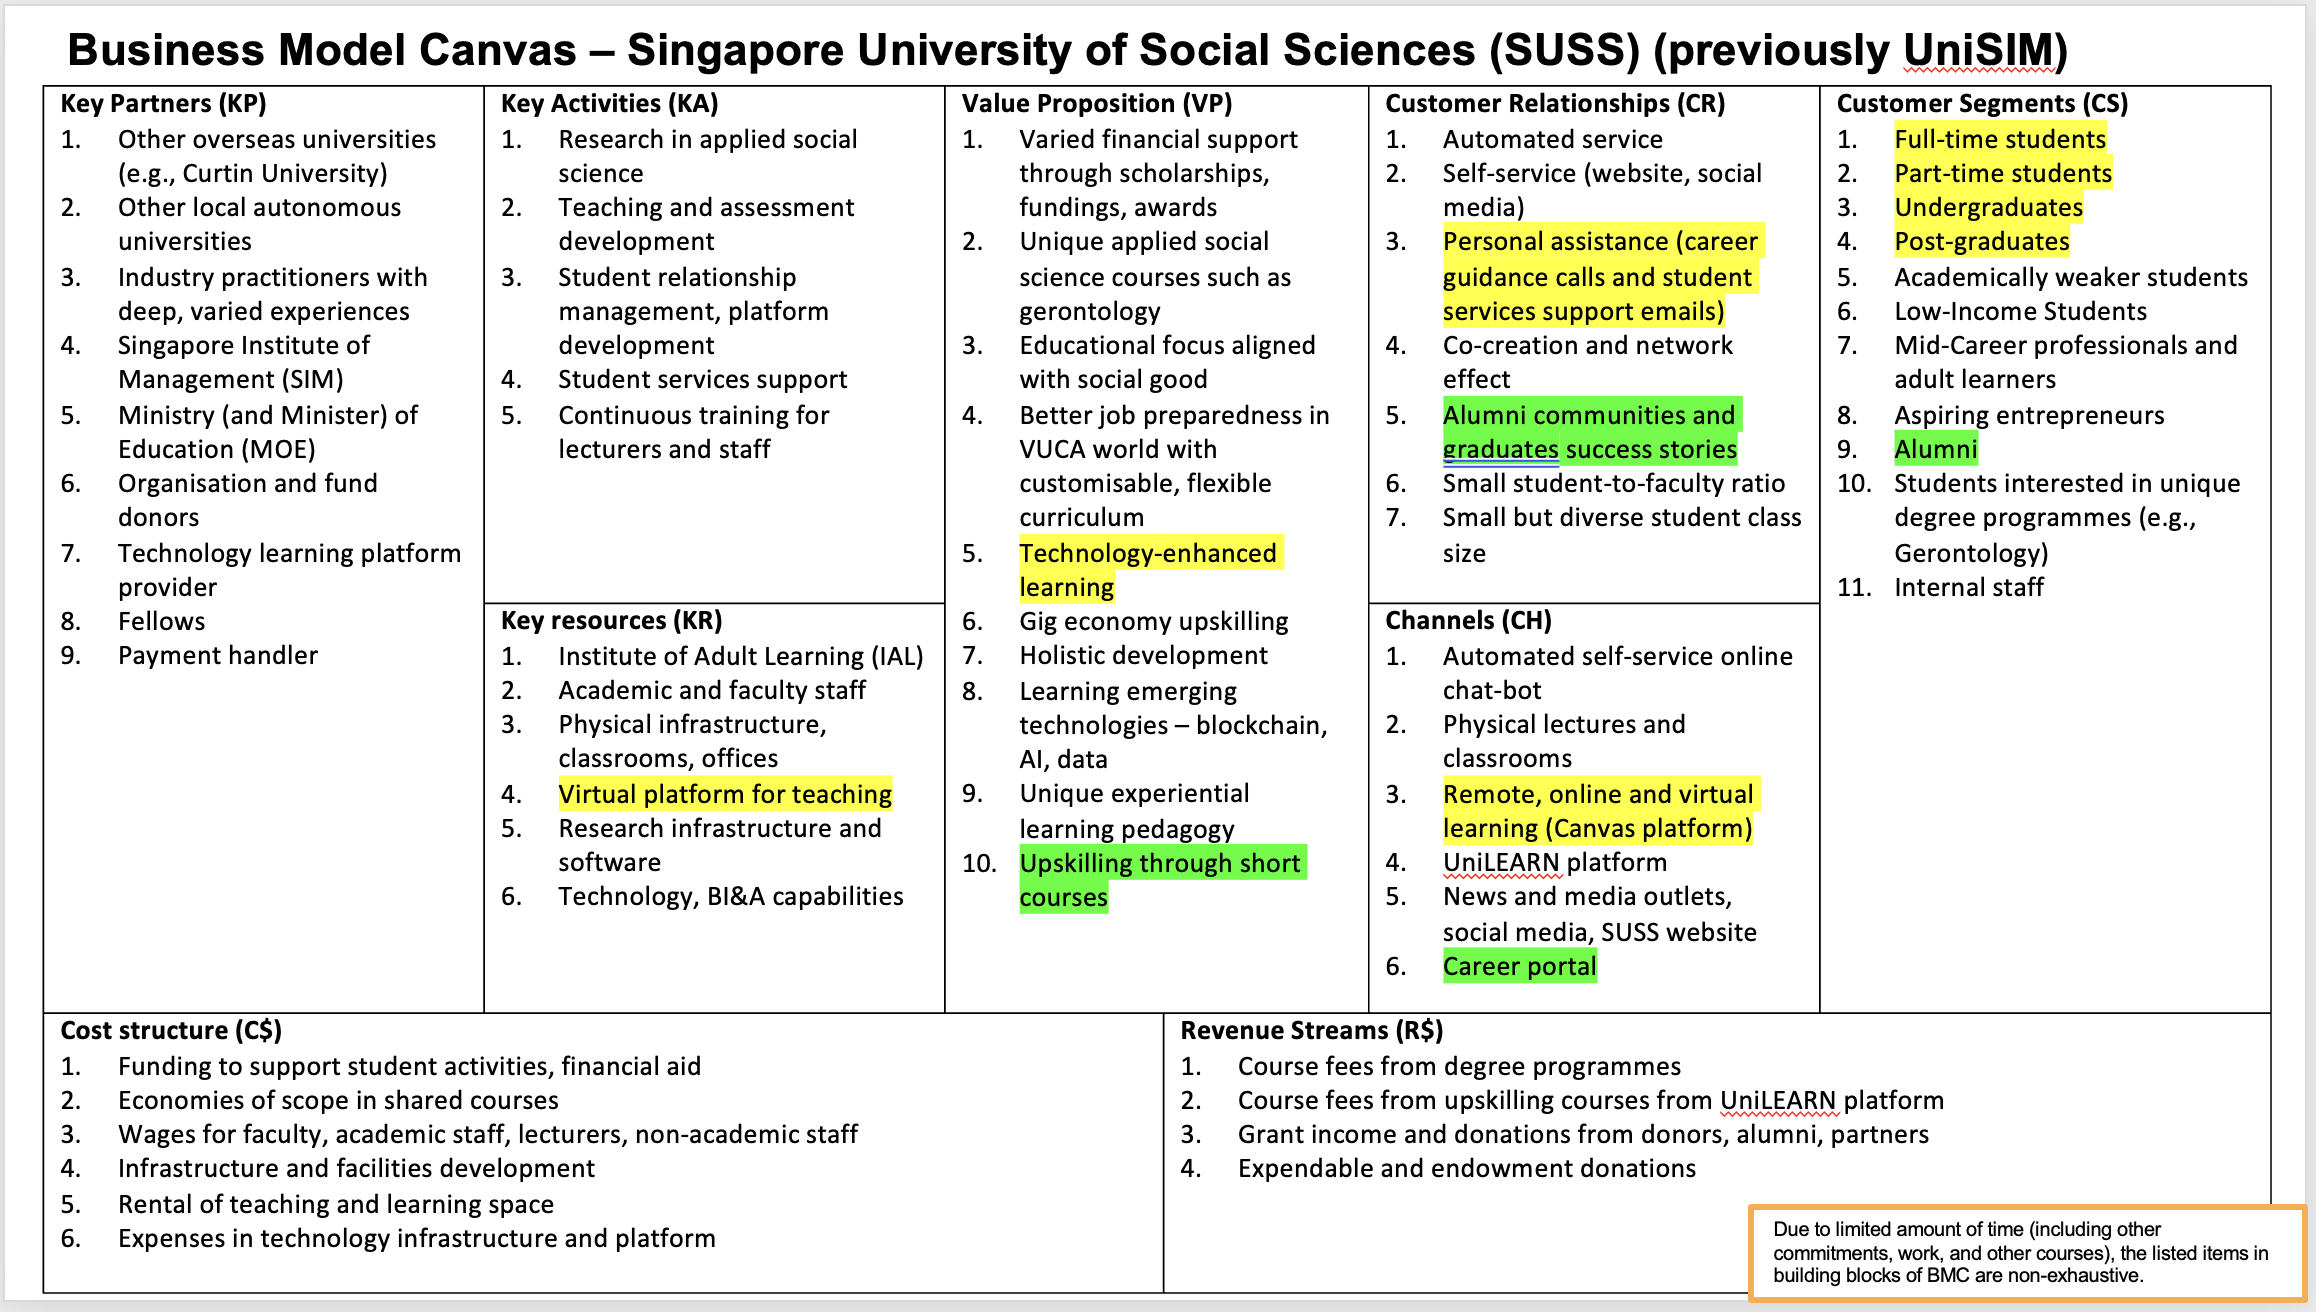 Business Model Canvas – Singapore University of Social Sciences (SUSS) (previously UniSIM)
Key Partners (KP)
1. Other overseas universities
(e.g., Curtin University)
2. Other local autonomous
universities
3. Industry practitioners with
deep, varied experiences
4. Singapore Institute of
Management (SIM)
5. Ministry (and Minister) of
Education (MOE)
6. Organisation and fund
donors
7. Technology learning platform
provider
8. Fellows
9. Payment handler
Key Activities (KA)
1. Research in applied social
science
2. Teaching and assessment
development
3. Student relationship
management, platform
development
4. Student services support
5. Continuous training for
lecturers and staff
Key resources (KR)
1. Institute of Adult Learning (IAL)
2. Academic and faculty staff
3. Physical infrastructure,
classrooms, offices
4. Virtual platform for teaching
5. Research infrastructure and
software
6. Technology, BI&A capabilities
Value Proposition (VP)
1. Varied financial support
through scholarships,
fundings, awards
2. Unique applied social
science courses such as
gerontology
3. Educational focus aligned
with social good
4. Better job preparedness in
VUCA world with
customisable, flexible
curriculum
5. Technology-enhanced
learning
6. Gig economy upskilling
7. Holistic development
8. Learning emerging
technologies – blockchain,
AI, data
9. Unique experiential
learning pedagogy
10. Upskilling through short
courses
Customer Relationships (CR)
1. Automated service
2. Self-service (website, social
media)
3. Personal assistance (career
guidance calls and student
services support emails)
4. Co-creation and network
effect
5. Alumni communities and
graduates success stories
6. Small student-to-faculty ratio
7. Small but diverse student class
size
Channels (CH)
1. Automated self-service online
chat-bot
2. Physical lectures and
classrooms
3. Remote, online and virtual
learning (Canvas platform)
4. UniLEARN platform
5. News and media outlets,
social media, SUSS website
6. Career portal
Customer Segments (CS)
1. Full-time students
2. Part-time students
3. Undergraduates
4. Post-graduates
5. Academically weaker students
6. Low-Income Students
7. Mid-Career professionals and
adult learners
8. Aspiring entrepreneurs
9. Alumni
10. Students interested in unique
degree programmes (e.g.,
Gerontology)
11. Internal staff
Cost structure (C$)
1. Funding to support student activities, financial aid
2. Economies of scope in shared courses
3. Wages for faculty, academic staff, lecturers, non-academic staff
4. Infrastructure and facilities development
5. Rental of teaching and learning space
6. Expenses in technology infrastructure and platform
Revenue Streams (R$)
1. Course fees from degree programmes
2. Course fees from upskilling courses from UniLEARN platform
3. Grant income and donations from donors, alumni, partners
4. Expendable and endowment donations
Due to limited amount of time (including other
commitments, work, and other courses), the listed items in
building blocks of BMC are non-exhaustive.